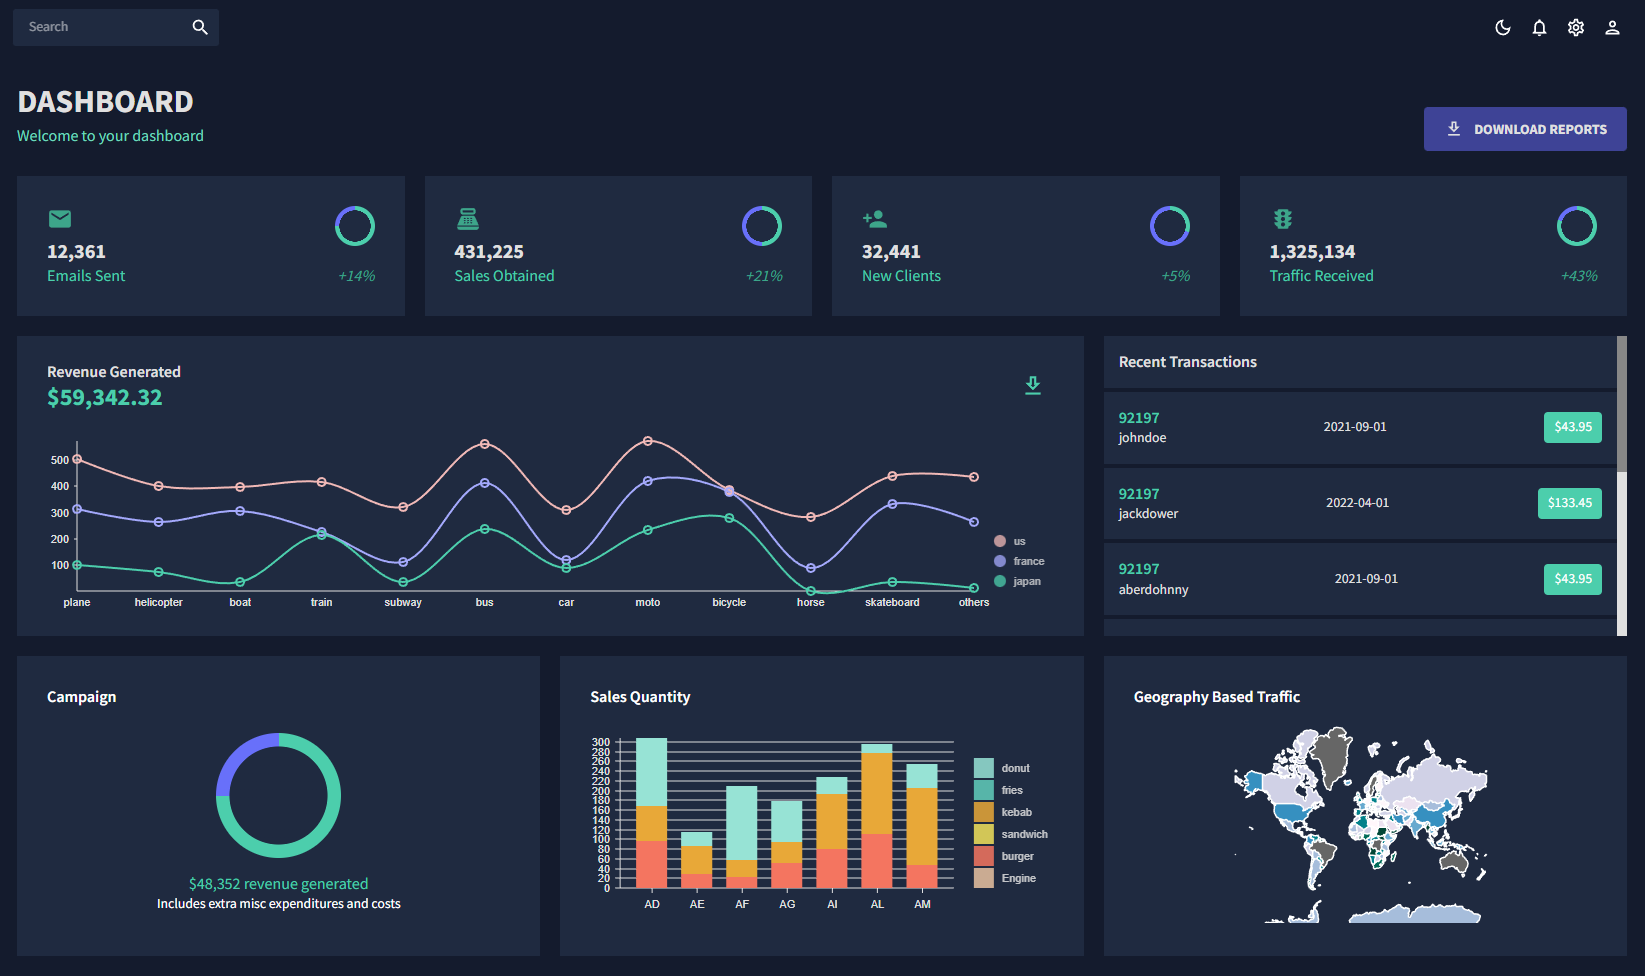 Search
DASHBOARD
Welcome to your dashboard
DOWNLOAD REPORTS
12,361
Emails Sent
+14%
431,225
Sales Obtained
+21%
32,441
New Clients
+5%
1,325,134
Traffic Received
+43%
Revenue Generated
$59,342.32
500
400
300
200
100
plane helicopter boat train subway bus car moto bicycle horse skateboard others
us
france
japan
Recent Transactions
92197
johndoe
2021-09-01
$43.95
92197
jackdower
2022-04-01
$133.45
92197
aberdohnny
2021-09-01
$43.95
Campaign
$48,352 revenue generated
Includes extra misc expenditures and costs
Sales Quantity
300
280
260
240
220
200
180
160
140
120
100
80
60
40
20
0
AD AE AF AG AI AL AM
donut
fries
kebab
sandwich
burger
Engine
Geography Based Traffic